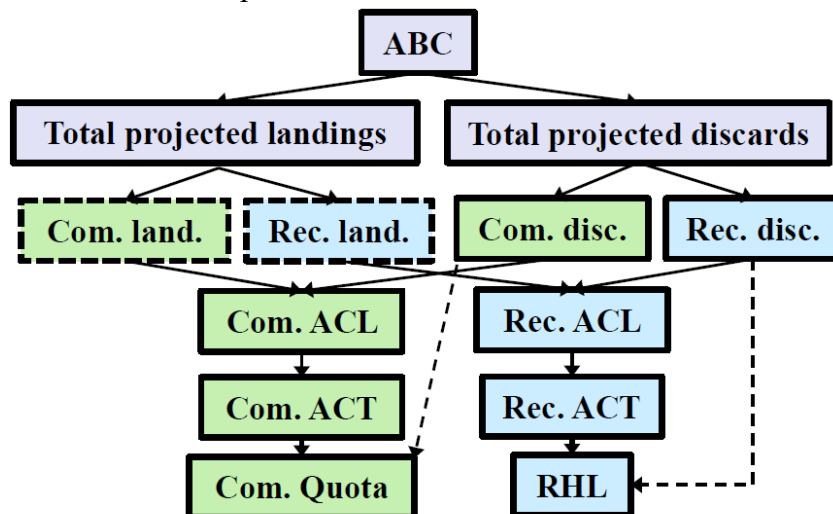 ABC
Total projected landings
Total projected discards
Com. land.
Rec. land.
Com. disc.
Rec. disc.
Com. ACL
Rec. ACL
Com. ACT
Rec. ACT
Com. Quota
RHL